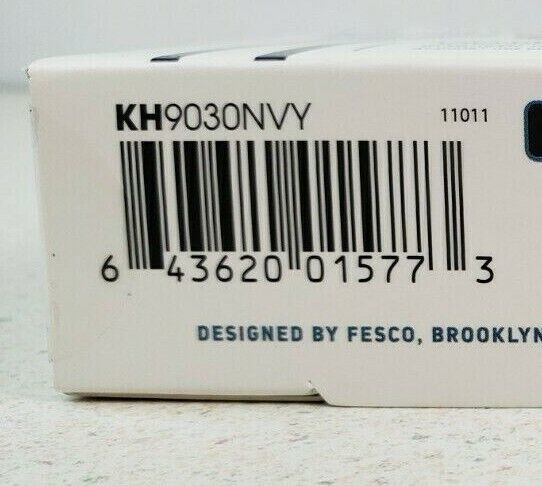 KH9030NVY 11011
6 43620 01577 3
DESIGNED BY FESCO, BROOKLYN